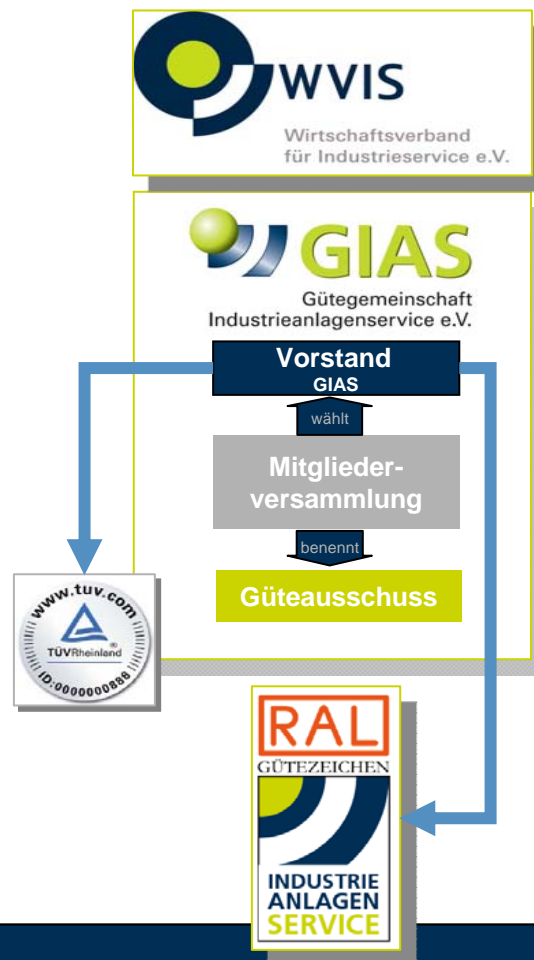 WVIS
Wirtschaftsverband
für Industrieservice e.V.
GIAS
Gütegemeinschaft
Industrieanlagenservice e.V.
Vorstand
GIAS
wählt
Mitglieder-
versammlung
benennt
Güteausschuss
www.tuv.com
TÜVRheinland
®
ID:0000000886
RAL
GÜTEZEICHEN
INDUSTRIE
ANLAGEN
SERVICE